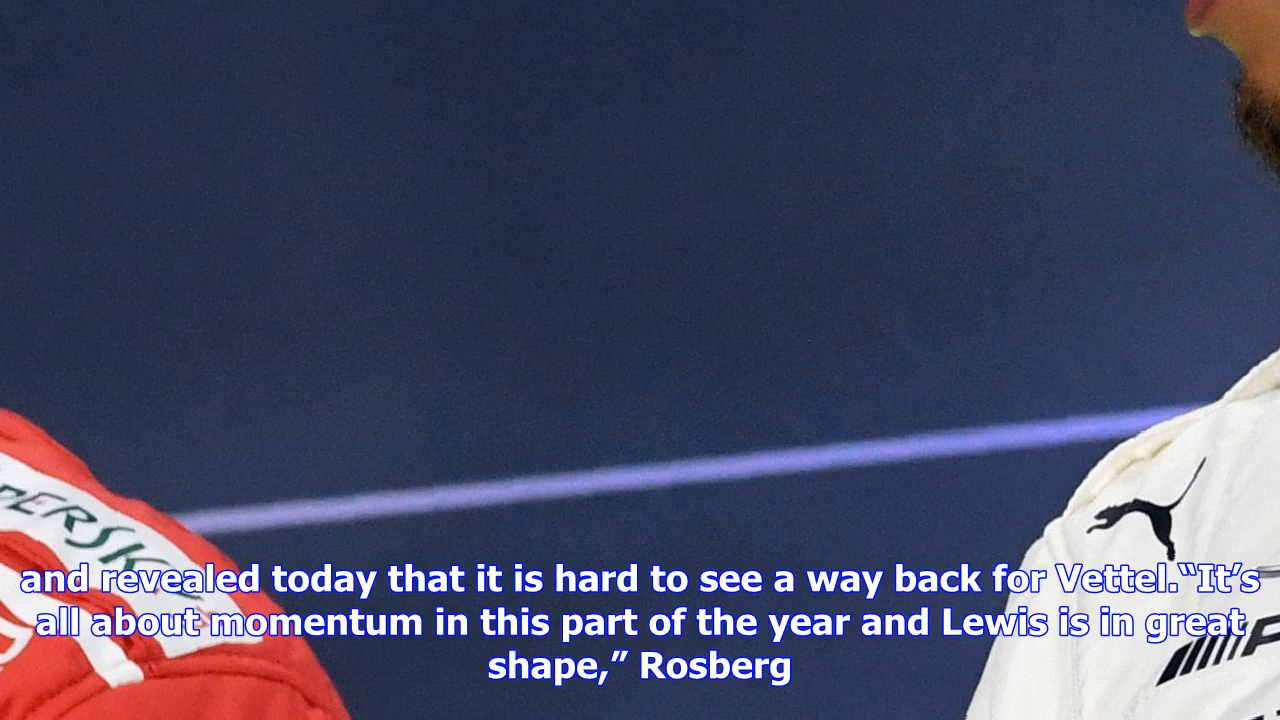 and revealed today that it is hard to see a way back for Vettel.“It’s
all about momentum in this part of the year and Lewis is in great
shape,” Rosberg